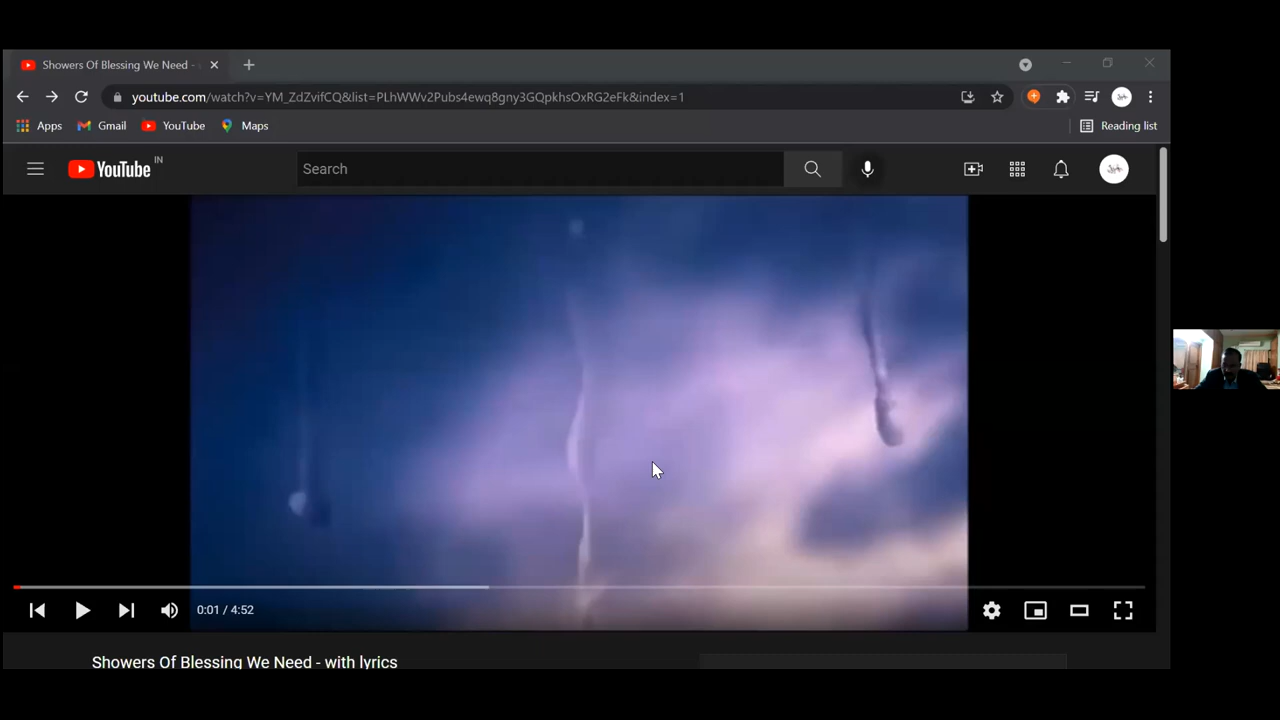 Showers Of Blessing We Need -
youtube.com/watch?v=YM_ZdZvifCQ&list=PLhWWv2Pubs4ewq8gny3GQpkhsOxRG2eFk&index=1
Apps Gmail YouTube Maps Reading list
YouTube IN Search
0:01 / 4:52
Showers Of Blessing We Need - with lyrics